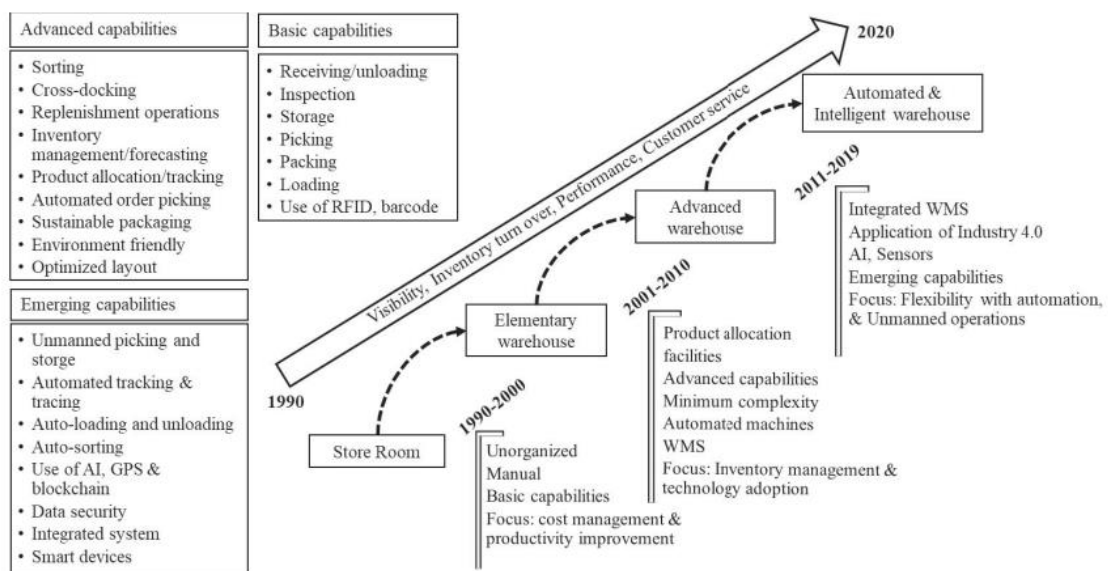 Advanced capabilities
• Sorting
• Cross-docking
• Replenishment operations
• Inventory
management/forecasting
• Product allocation/tracking
• Automated order picking
• Sustainable packaging
• Environment friendly
• Optimized layout
Emerging capabilities
• Unmanned picking and
storge
• Automated tracking &
tracing
• Auto-loading and unloading
• Auto-sorting
• Use of AI, GPS &
blockchain
• Data security
• Integrated system
• Smart devices
Basic capabilities
• Receiving/unloading
• Inspection
• Storage
• Picking
• Packing
• Loading
• Use of RFID, barcode
1990
Visibility, Inventory turn over, Performance, Customer service
2020
Store Room
Elementary
warehouse
Advanced
warehouse
Automated &
Intelligent warehouse
1990-2000
Unorganized
Manual
Basic capabilities
Focus: cost management &
productivity improvement
2001-2010
Product allocation
facilities
Advanced capabilities
Minimum complexity
Automated machines
WMS
Focus: Inventory management &
technology adoption
2011-2019
Integrated WMS
Application of Industry 4.0
AI, Sensors
Emerging capabilities
Focus: Flexibility with automation,
& Unmanned operations